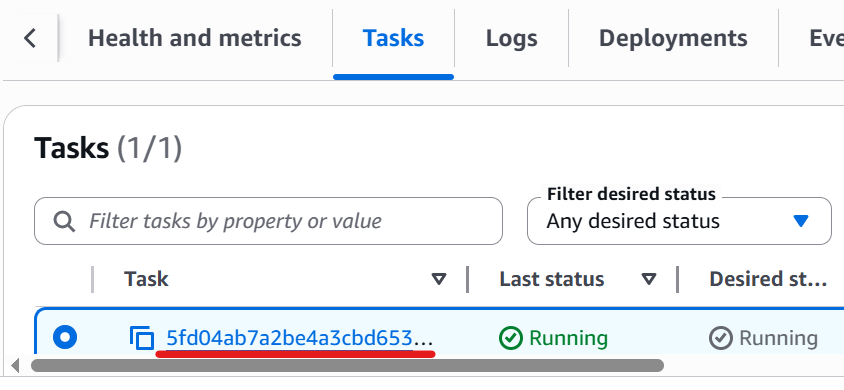 Health and metrics Tasks Logs Deployments Eve
Tasks (1/1)
Filter desired status
Filter tasks by property or value Any desired status
Task Last status Desired st...
5fd04ab7a2be4a3cbd653... Running Running